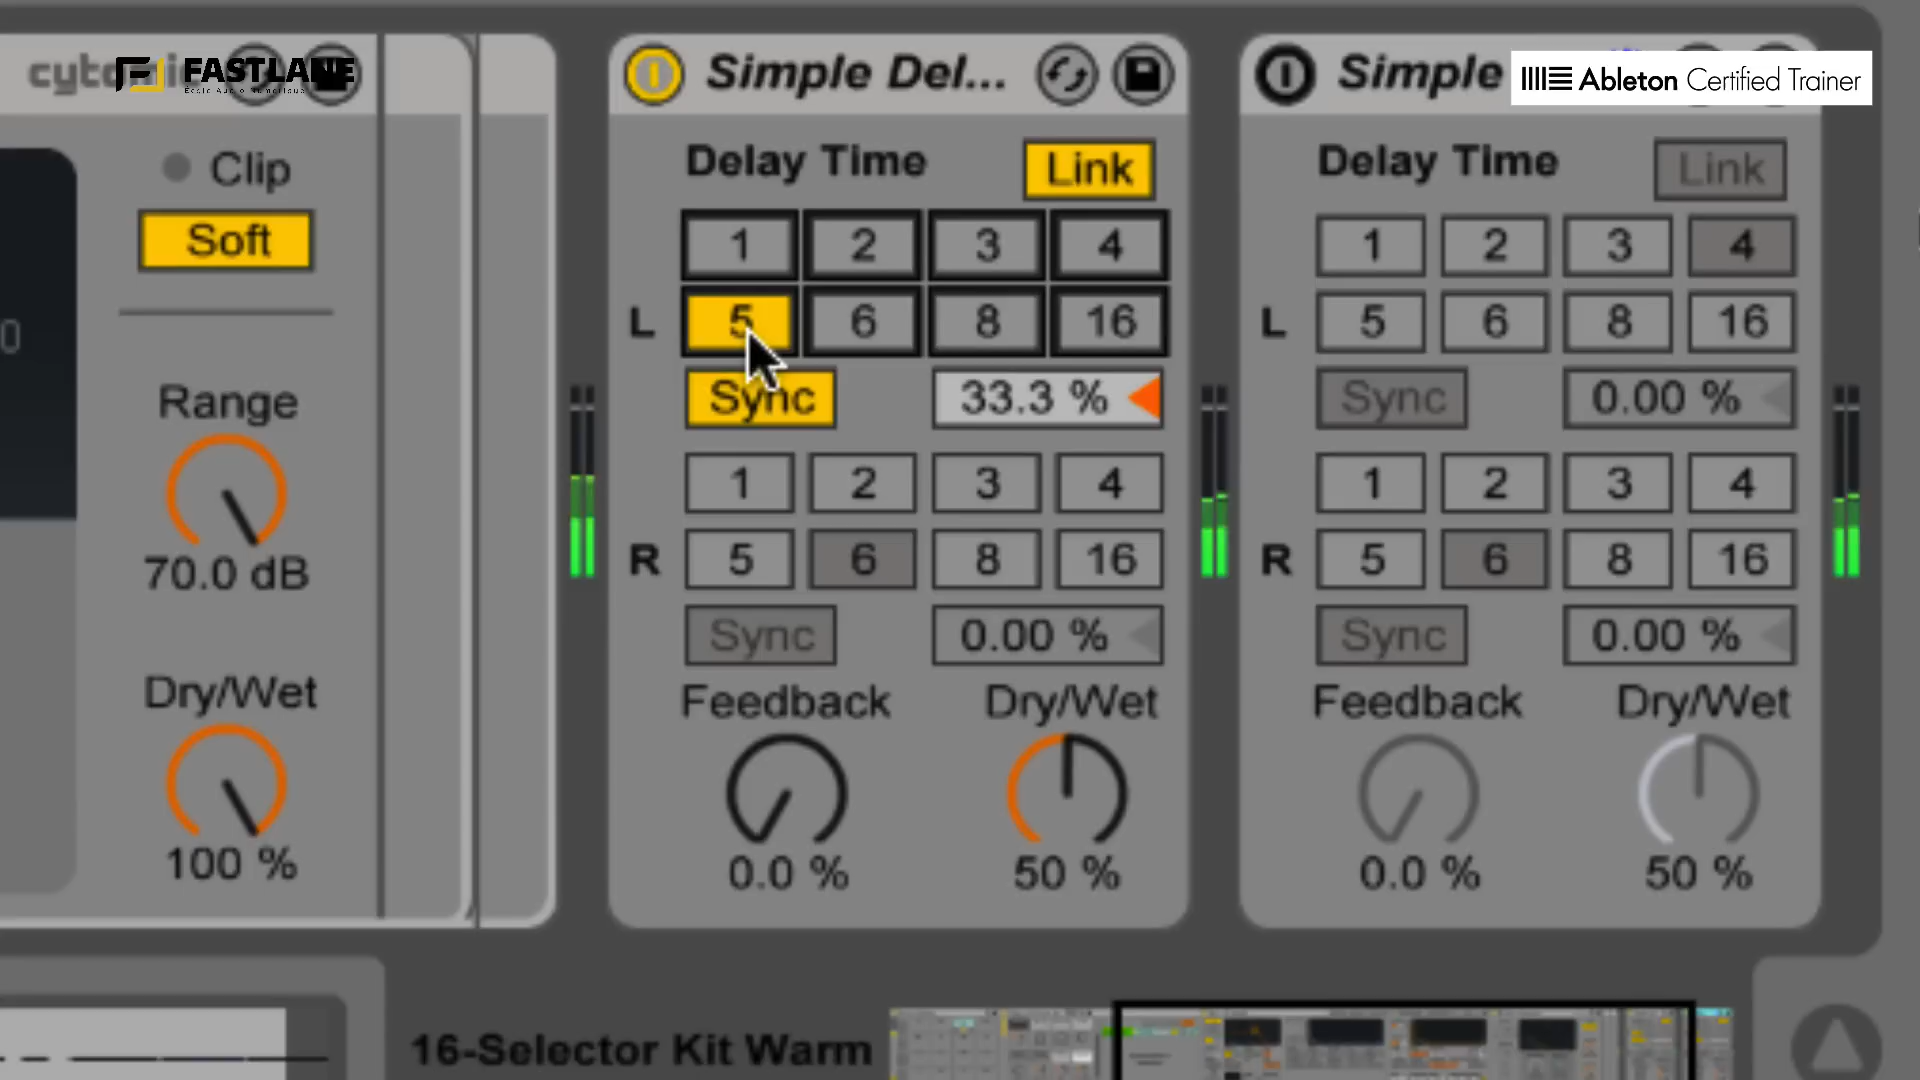 FASTLANE
École Audio Numérique
Ableton Certified Trainer
Simple Del...
Simple
Clip
Soft
Range
70.0 dB
Dry/Wet
100 %
Delay Time
Link
1 2 3 4
L
5 6 8 16
Sync
33.3 %
1 2 3 4
R
5 6 8 16
Sync
0.00 %
Feedback
Dry/Wet
0.0 %
50 %
Delay Time
Link
1 2 3 4
L
5 6 8 16
Sync
0.00 %
1 2 3 4
R
5 6 8 16
Sync
0.00 %
Feedback
Dry/Wet
0.0 %
50 %
0
16-Selector Kit Warm